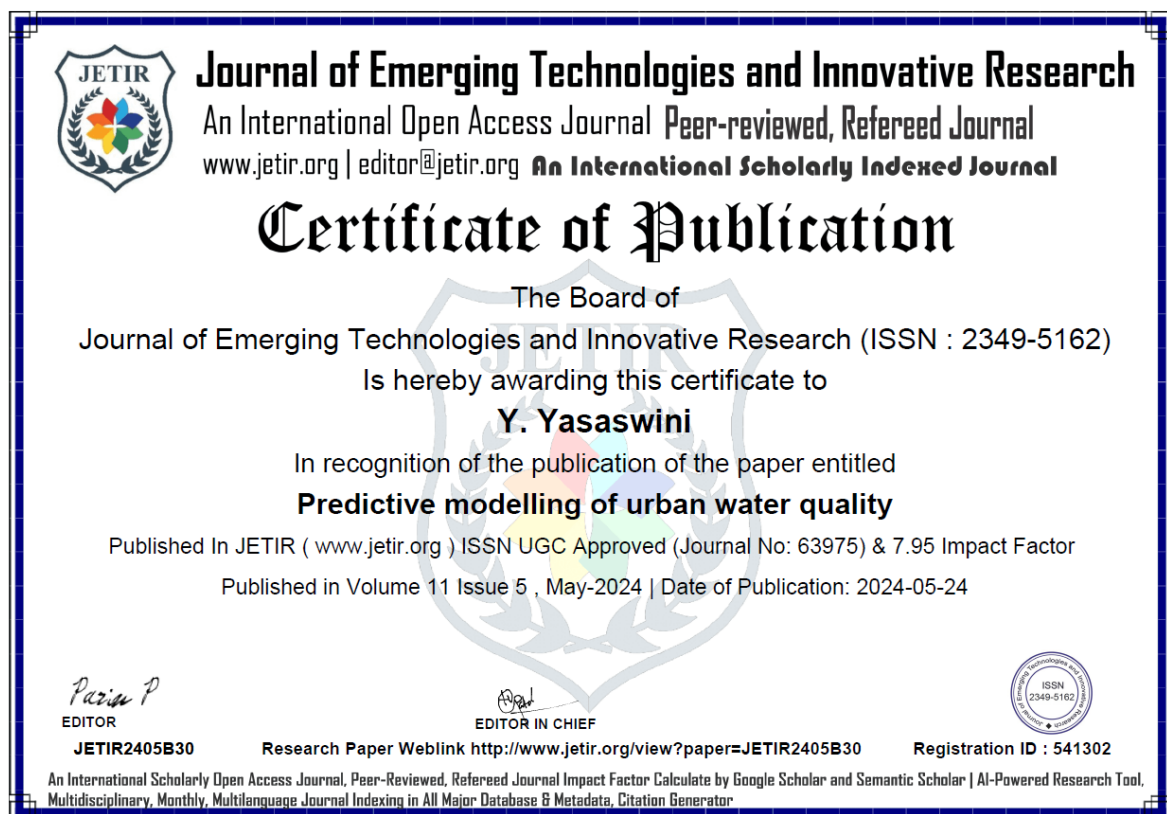 JETIR
Journal of Emerging Technologies and Innovative Research
An International Open Access Journal Peer-reviewed, Refereed Journal
www.jetir.org | editor@jetir.org An International Scholarly Indexed Journal
Certificate of Publication
JETIR
The Board of
Journal of Emerging Technologies and Innovative Research (ISSN : 2349-5162)
Is hereby awarding this certificate to
Y. Yasaswini
In recognition of the publication of the paper entitled
Predictive modelling of urban water quality
Published In JETIR ( www.jetir.org ) ISSN UGC Approved (Journal No: 63975) & 7.95 Impact Factor
Published in Volume 11 Issue 5 , May-2024 | Date of Publication: 2024-05-24
EDITOR
EDITOR IN CHIEF
Journal of Emerging Technologies and Innovative Research
ISSN
2349-5162
JETIR2405B30 Research Paper Weblink http://www.jetir.org/view?paper=JETIR2405B30 Registration ID : 541302
An International Scholarly Open Access Journal, Peer-Reviewed, Refereed Journal Impact Factor Calculate by Google Scholar and Semantic Scholar | AI-Powered Research Tool,
Multidisciplinary, Monthly, Multilanguage Journal Indexing in All Major Database & Metadata, Citation Generator